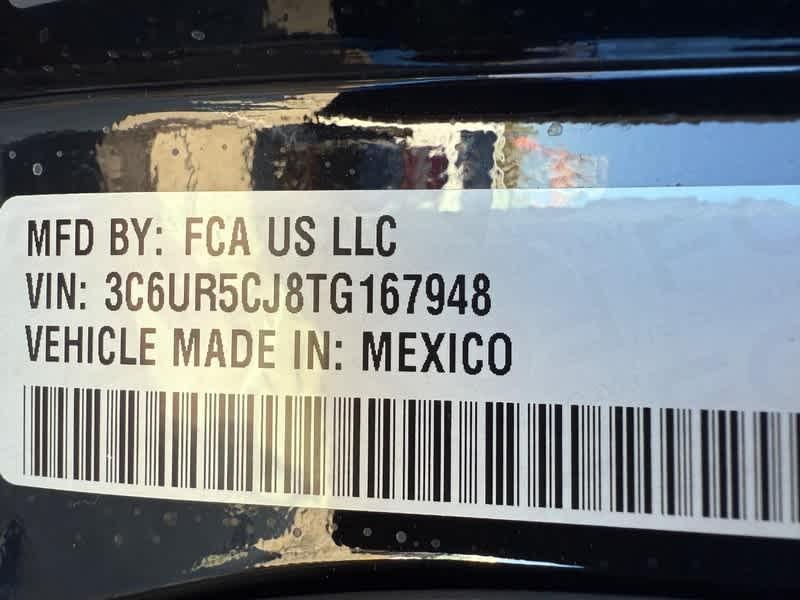 MFD BY: FCA US LLC
VIN: 3C6UR5CJ8TG167948
VEHICLE MADE IN: MEXICO